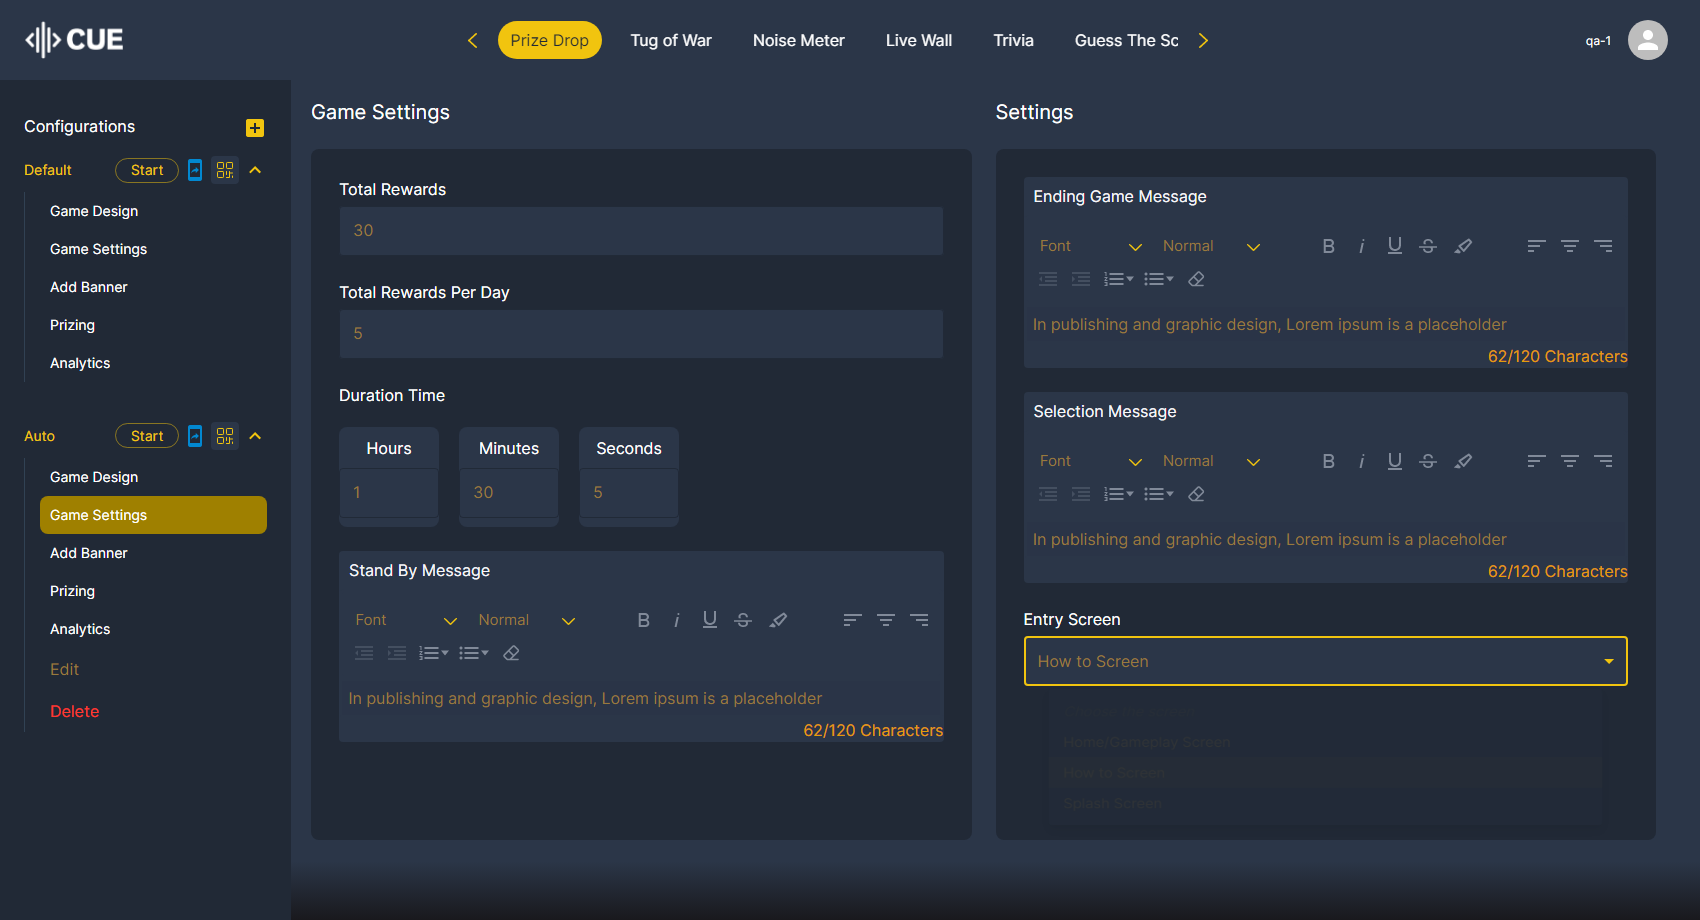 CUE
Prize Drop
Tug of War
Noise Meter
Live Wall
Trivia
Guess The Sc
qa-1
Configurations
Default
Start
Game Design
Game Settings
Add Banner
Prizing
Analytics
Auto
Start
Game Design
Game Settings
Add Banner
Prizing
Analytics
Edit
Delete
Game Settings
Total Rewards
30
Total Rewards Per Day
5
Duration Time
Hours
Minutes
Seconds
1
30
5
Stand By Message
Font
Normal
In publishing and graphic design, Lorem ipsum is a placeholder
62/120 Characters
Settings
Ending Game Message
Font
Normal
In publishing and graphic design, Lorem ipsum is a placeholder
62/120 Characters
Selection Message
Font
Normal
In publishing and graphic design, Lorem ipsum is a placeholder
62/120 Characters
Entry Screen
How to Screen
Home/Gameplay Screen
How to Screen
Splash Screen